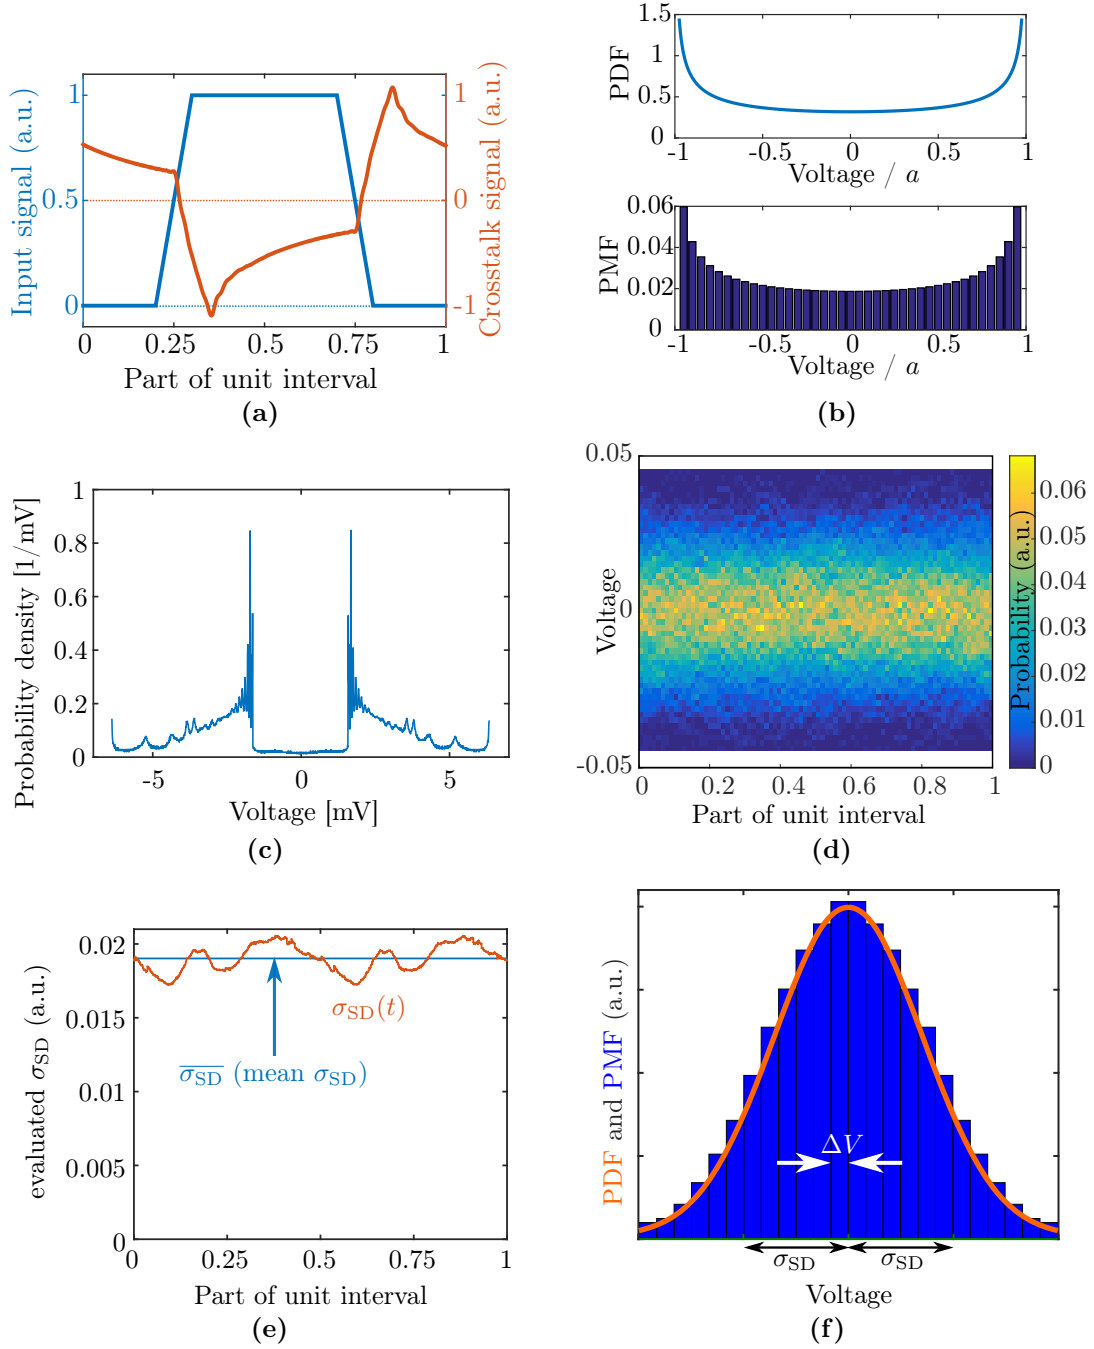 Input signal (a.u.)
1
0.5
0
1
0
-1
Crosstalk signal (a.u.)
0
0.25
0.5
0.75
1
Part of unit interval
(a)
PDF
1.5
1
0.5
0
-1
-0.5
0
0.5
1
Voltage / a
PMF
0.06
0.04
0.02
0
-1
-0.5
0
0.5
1
Voltage / a
(b)
Probability density [1/mV]
1
0.8
0.6
0.4
0.2
0
-5
0
5
Voltage [mV]
(c)
Voltage
0.05
0
-0.05
0
0.2
0.4
0.6
0.8
1
Part of unit interval
Probability (a.u.)
0.06
0.05
0.04
0.03
0.02
0.01
0
(d)
evaluated σSD (a.u.)
0.02
0.015
0.01
0.005
0
σSD(t)
σSD (mean σSD)
0
0.25
0.5
0.75
1
Part of unit interval
(e)
PDF and PMF (a.u.)
ΔV
σSD
σSD
Voltage
(f)